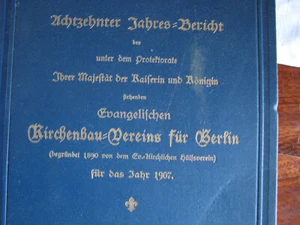 Achtzehnter Jahres-Bericht
des
unter dem Protektorate
Ihrer Majestät der Kaiserin und Königin
stehenden
Evangelischen
Kirchenbau-Vereins für Berlin
(begründet 1890 von dem Ev.-Kirchlichen Hülfsverein)
für das Jahr 1907.